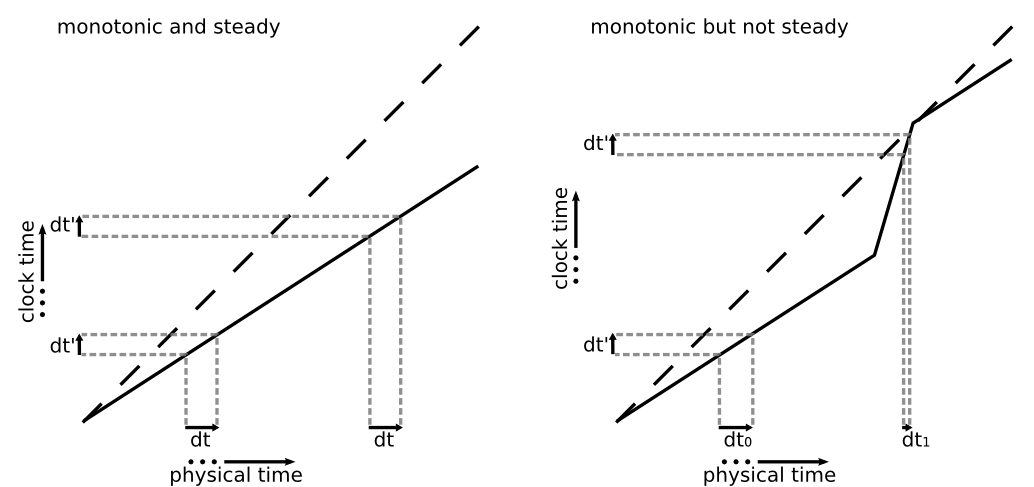 monotonic and steady
dt'
clock time
dt'
dt
dt
physical time
monotonic but not steady
dt'
clock time
dt'
dt₀
dt₁
physical time